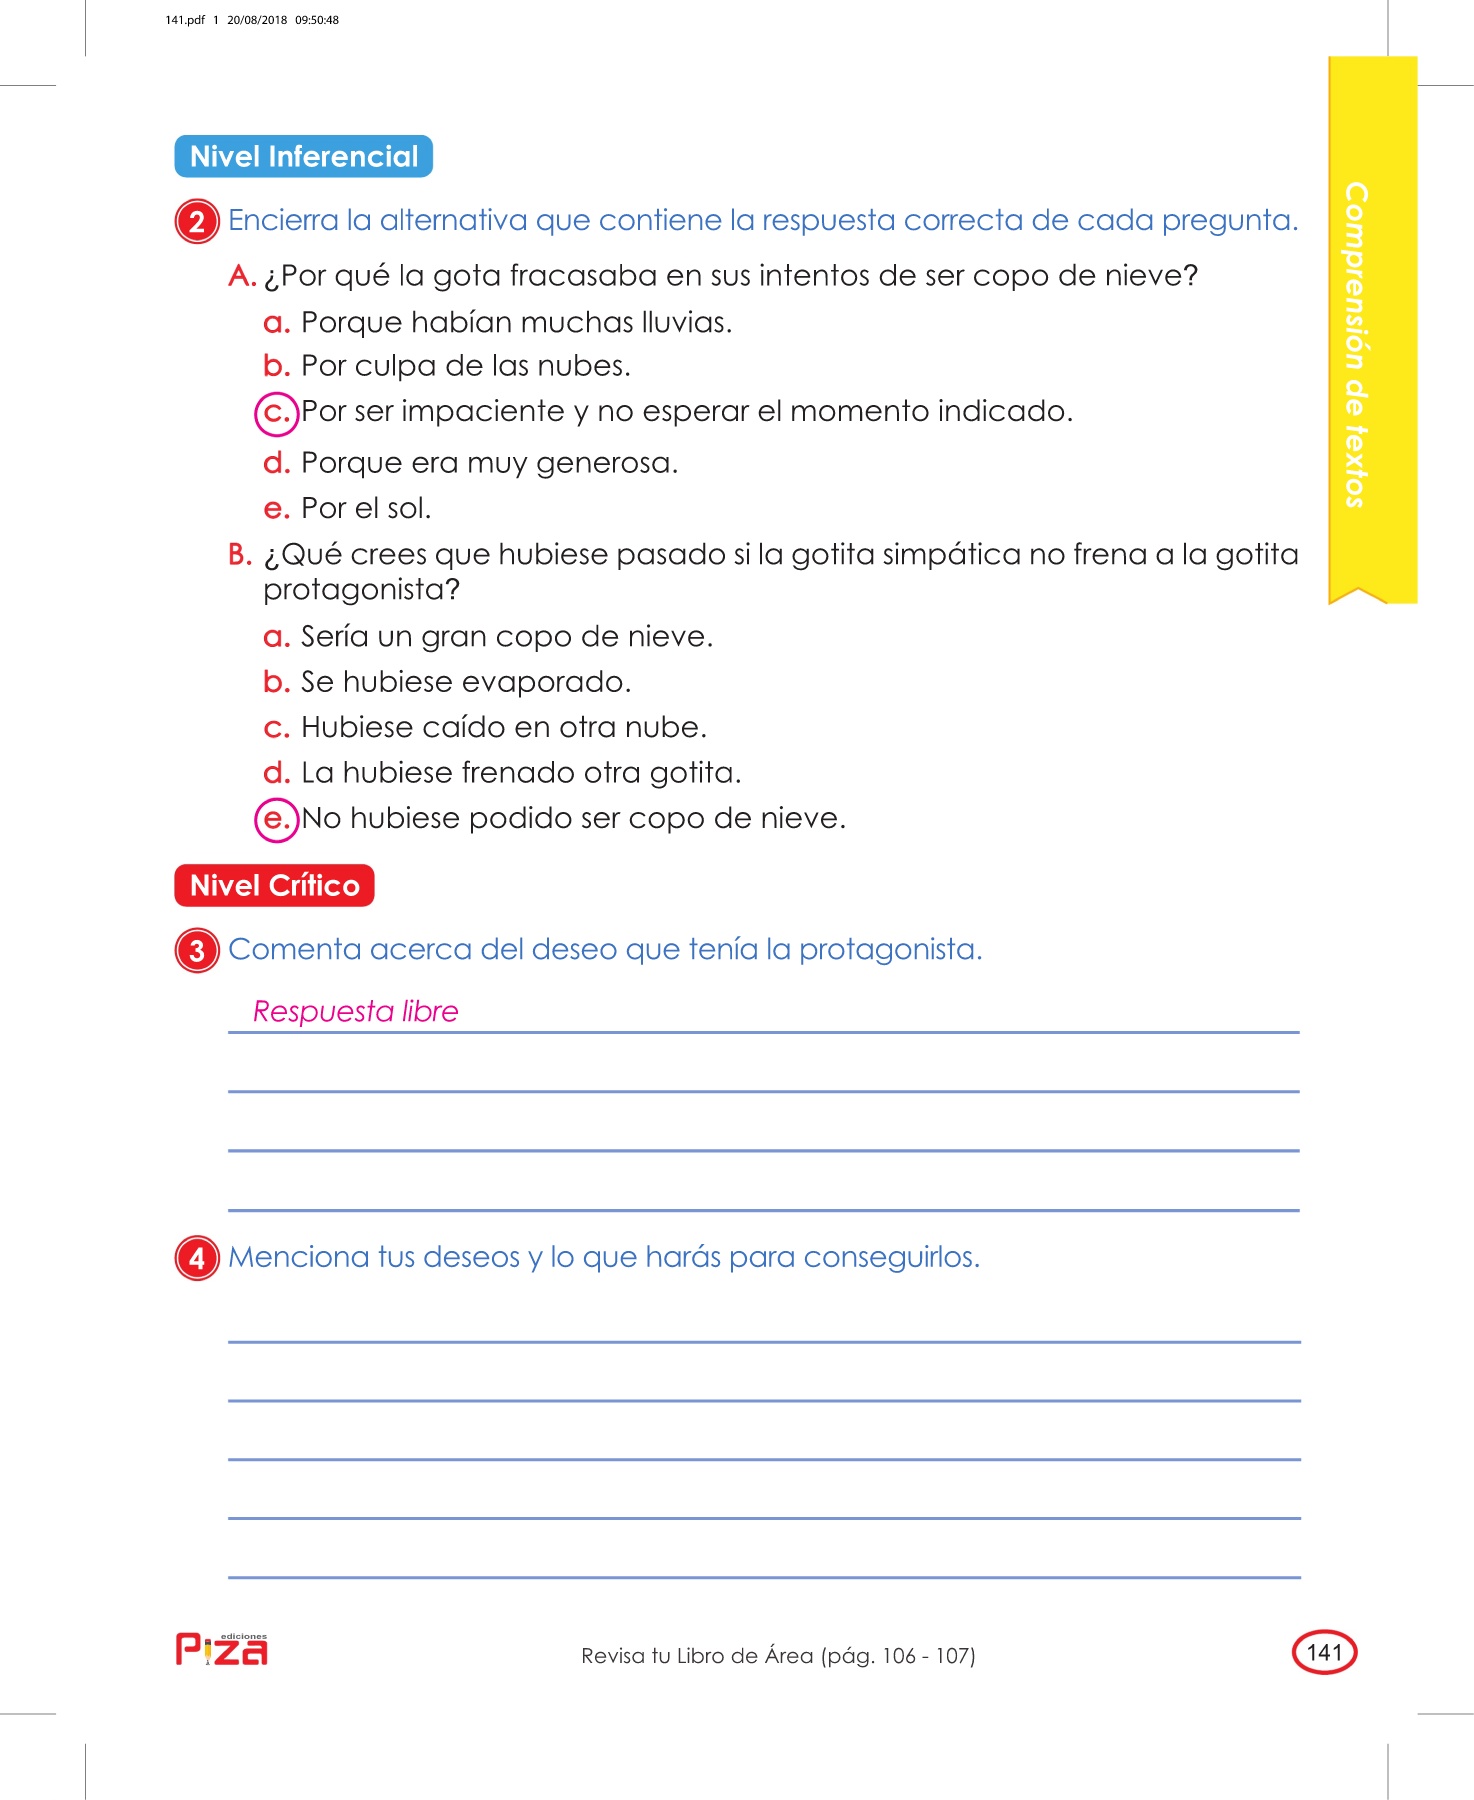 141.pdf 1 20/08/2018 09:50:48
Nivel Inferencial
2 Encierra la alternativa que contiene la respuesta correcta de cada pregunta.
A. ¿Por qué la gota fracasaba en sus intentos de ser copo de nieve?
a. Porque habían muchas lluvias.
b. Por culpa de las nubes.
c. Por ser impaciente y no esperar el momento indicado.
d. Porque era muy generosa.
e. Por el sol.
B. ¿Qué crees que hubiese pasado si la gotita simpática no frena a la gotita
protagonista?
a. Sería un gran copo de nieve.
b. Se hubiese evaporado.
c. Hubiese caído en otra nube.
d. La hubiese frenado otra gotita.
e. No hubiese podido ser copo de nieve.
Nivel Crítico
3 Comenta acerca del deseo que tenía la protagonista.
Respuesta libre
4 Menciona tus deseos y lo que harás para conseguirlos.
Comprensión de textos
ediciones
Piza
Revisa tu Libro de Área (pág. 106 - 107)
141